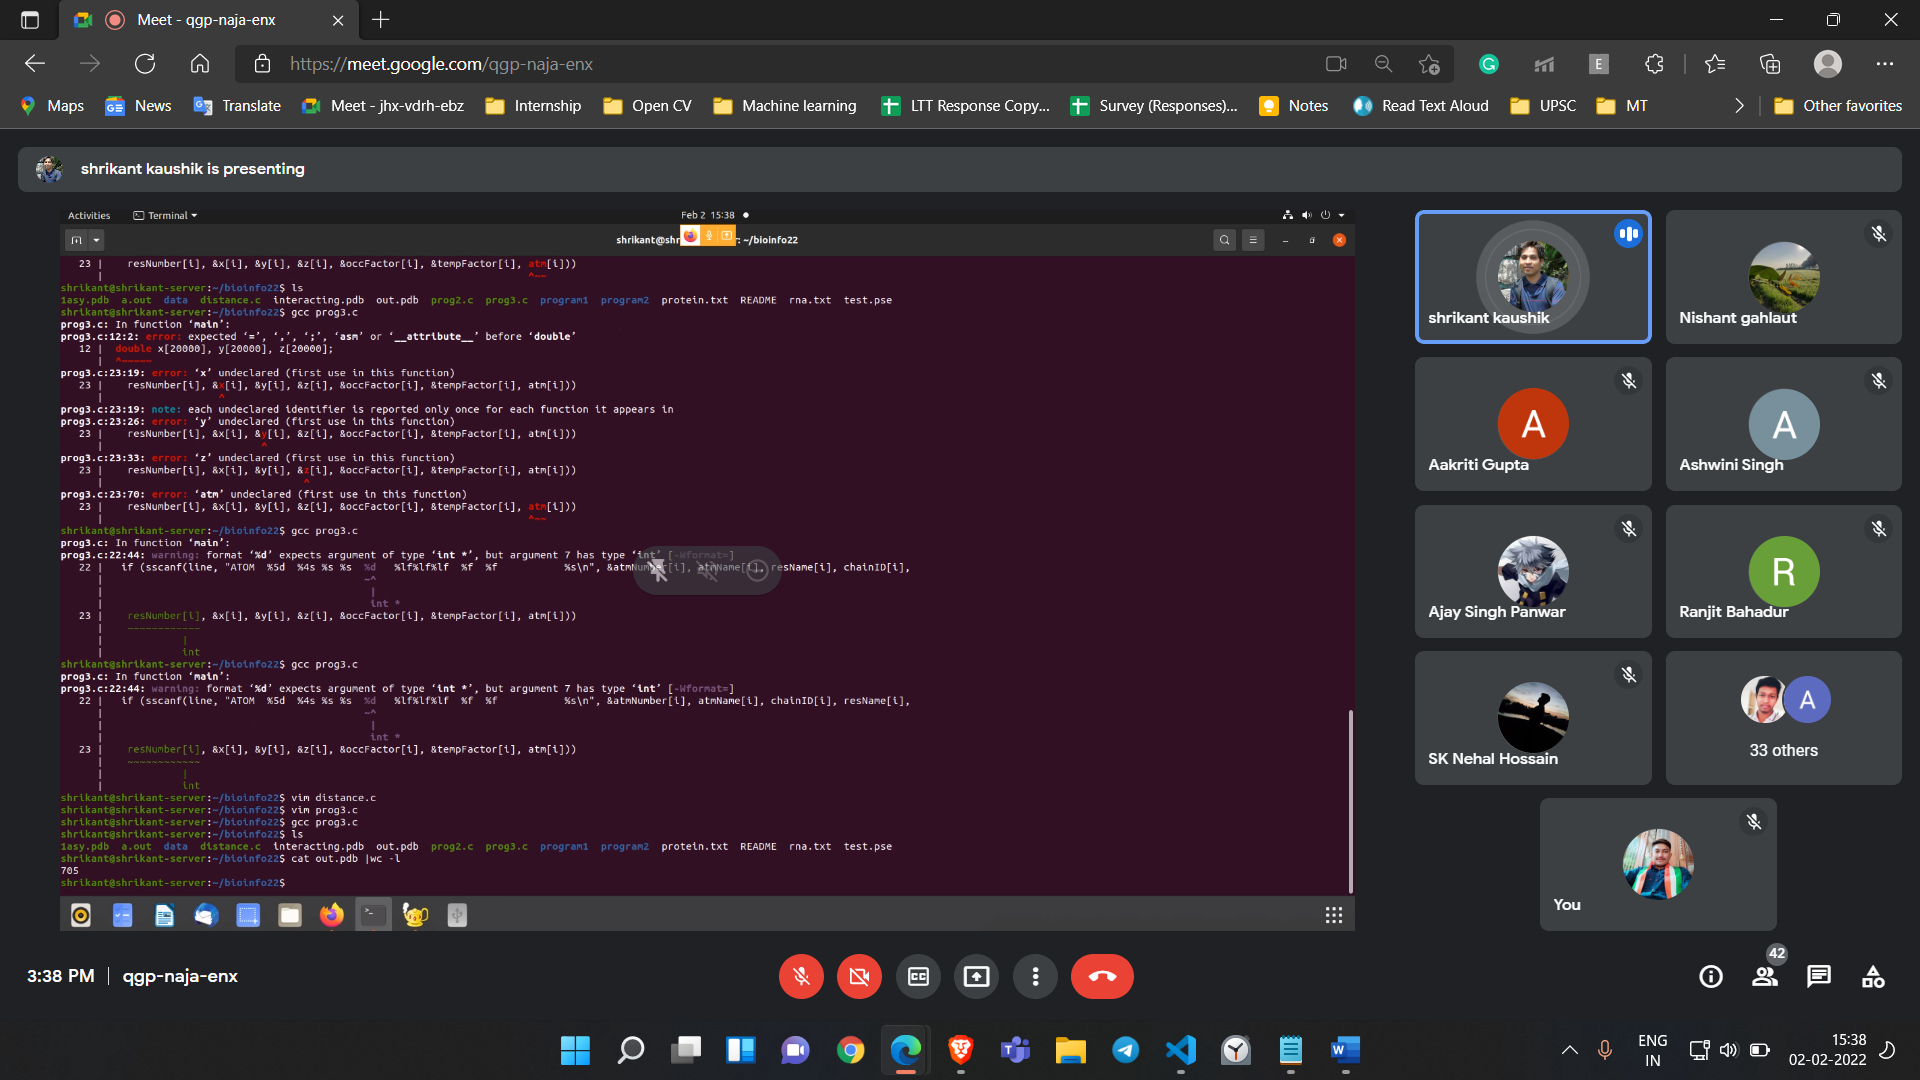 Meet - qgp-naja-enx
https://meet.google.com/qgp-naja-enx
Maps
News
Translate
Meet - jhx-vdrh-ebz
Internship
Open CV
Machine learning
LTT Response Copy...
Survey (Responses)...
Notes
Read Text Aloud
UPSC
MT
Other favorites
shrikant kaushik is presenting
Activities Terminal Feb 2 15:38
shrikant@shr : ~/bioinfo22
23 | resNumber[i], &x[i], &y[i], &z[i], &occFactor[i], &tempFactor[i], atm[i]))
| ^~~
shrikant@shrikant-server:~/bioinfo22$ ls
1asy.pdb a.out data distance.c interacting.pdb out.pdb prog2.c prog3.c program1 program2 protein.txt README rna.txt test.pse
shrikant@shrikant-server:~/bioinfo22$ gcc prog3.c
prog3.c: In function ‘main’:
prog3.c:12:2: error: expected ‘=’, ‘,’, ‘;’, ‘asm’ or ‘__attribute__’ before ‘double’
12 | double x[20000], y[20000], z[20000];
| ^~~~~~
prog3.c:23:19: error: ‘x’ undeclared (first use in this function)
23 | resNumber[i], &x[i], &y[i], &z[i], &occFactor[i], &tempFactor[i], atm[i]))
| ^
prog3.c:23:19: note: each undeclared identifier is reported only once for each function it appears in
prog3.c:23:26: error: ‘y’ undeclared (first use in this function)
23 | resNumber[i], &x[i], &y[i], &z[i], &occFactor[i], &tempFactor[i], atm[i]))
| ^
prog3.c:23:33: error: ‘z’ undeclared (first use in this function)
23 | resNumber[i], &x[i], &y[i], &z[i], &occFactor[i], &tempFactor[i], atm[i]))
| ^
prog3.c:23:70: error: ‘atm’ undeclared (first use in this function)
23 | resNumber[i], &x[i], &y[i], &z[i], &occFactor[i], &tempFactor[i], atm[i]))
| ^~~
shrikant@shrikant-server:~/bioinfo22$ gcc prog3.c
prog3.c: In function ‘main’:
prog3.c:22:44: warning: format ‘%d’ expects argument of type ‘int *’, but argument 7 has type ‘int’ [-Wformat=]
22 | if (sscanf(line, "ATOM %5d %4s %s %s %d %lf%lf%lf %f %f %s\n", &atmNumber[i], atmName[i], resName[i], chainID[i],
| ~^
| |
| int *
23 | resNumber[i], &x[i], &y[i], &z[i], &occFactor[i], &tempFactor[i], atm[i]))
| ~~~~~~~~~~~~
| |
| int
shrikant@shrikant-server:~/bioinfo22$ gcc prog3.c
prog3.c: In function ‘main’:
prog3.c:22:44: warning: format ‘%d’ expects argument of type ‘int *’, but argument 7 has type ‘int’ [-Wformat=]
22 | if (sscanf(line, "ATOM %5d %4s %s %s %d %lf%lf%lf %f %f %s\n", &atmNumber[i], atmName[i], chainID[i], resName[i],
| ~^
| |
| int *
23 | resNumber[i], &x[i], &y[i], &z[i], &occFactor[i], &tempFactor[i], atm[i]))
| ~~~~~~~~~~~~
| |
| int
shrikant@shrikant-server:~/bioinfo22$ vim distance.c
shrikant@shrikant-server:~/bioinfo22$ vim prog3.c
shrikant@shrikant-server:~/bioinfo22$ gcc prog3.c
shrikant@shrikant-server:~/bioinfo22$ ls
1asy.pdb a.out data distance.c interacting.pdb out.pdb prog2.c prog3.c program1 program2 protein.txt README rna.txt test.pse
shrikant@shrikant-server:~/bioinfo22$ cat out.pdb |wc -l
705
shrikant@shrikant-server:~/bioinfo22$
shrikant kaushik
Nishant gahlaut
A
Aakriti Gupta
A
Ashwini Singh
Ajay Singh Panwar
R
Ranjit Bahadur
SK Nehal Hossain
A
33 others
You
3:38 PM | qgp-naja-enx
42
ENG
IN
15:38
02-02-2022